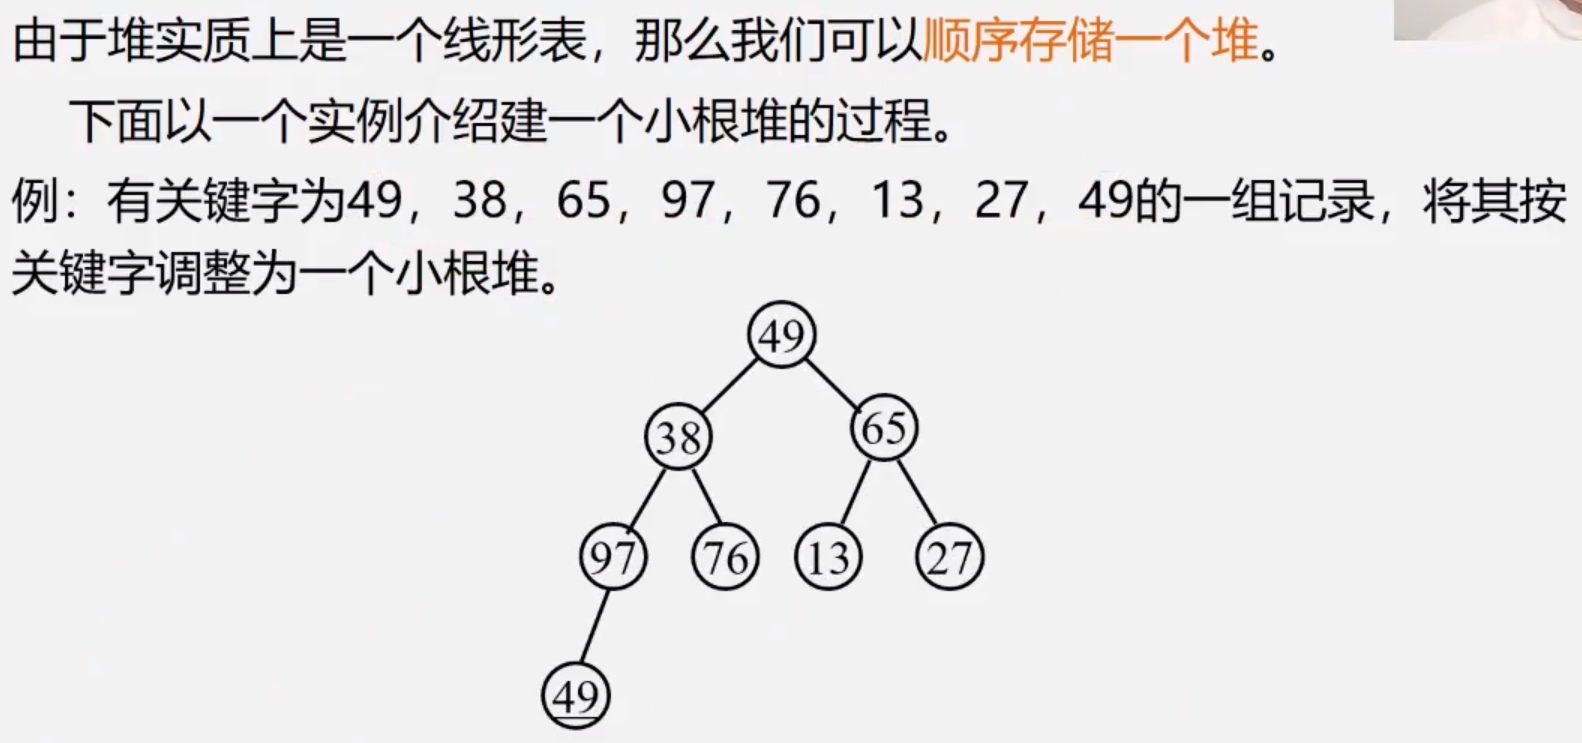 由于堆实质上是一个线形表，那么我们可以顺序存储一个堆。
下面以一个实例介绍建一个小根堆的过程。
例：有关键字为49，38，65，97，76，13，27，49的一组记录，将其按
关键字调整为一个小根堆。
49
38 65
97 76 13 27
49